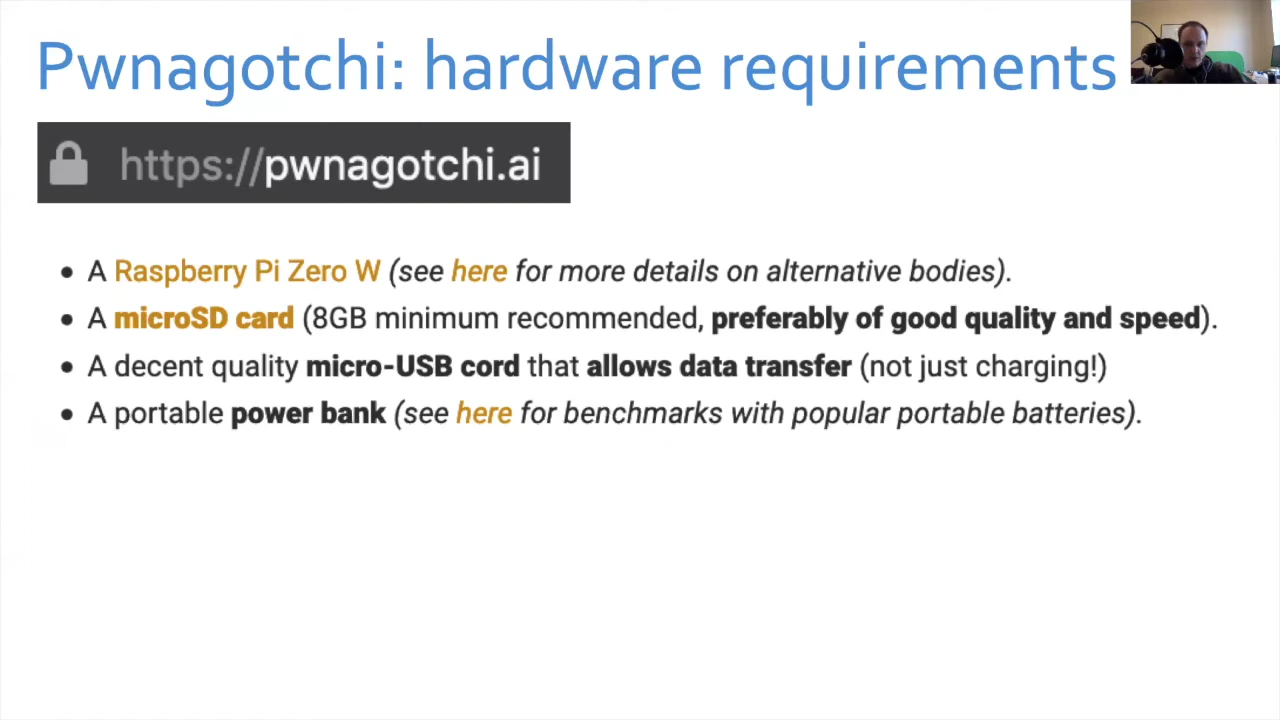 Pwnagotchi: hardware requirements
https://pwnagotchi.ai
• A Raspberry Pi Zero W (see here for more details on alternative bodies).
• A microSD card (8GB minimum recommended, preferably of good quality and speed).
• A decent quality micro-USB cord that allows data transfer (not just charging!)
• A portable power bank (see here for benchmarks with popular portable batteries).